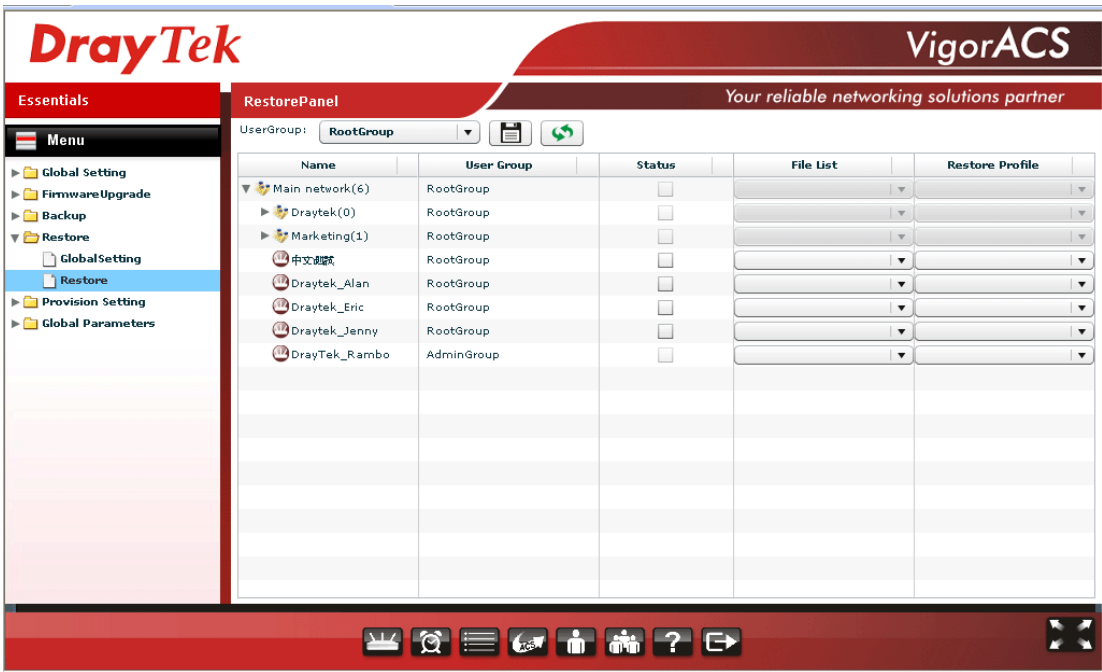 DrayTek
VigorACS
Essentials
RestorePanel
Your reliable networking solutions partner
Menu
UserGroup: RootGroup
Global Setting
FirmwareUpgrade
Backup
Restore
GlobalSetting
Restore
Provision Setting
Global Parameters
Name User Group Status File List Restore Profile
Main network(6) RootGroup
Draytek(0) RootGroup
Marketing(1) RootGroup
中文測試 RootGroup
Draytek_Alan RootGroup
Draytek_Eric RootGroup
Draytek_Jenny RootGroup
DrayTek_Rambo AdminGroup
ACS
?